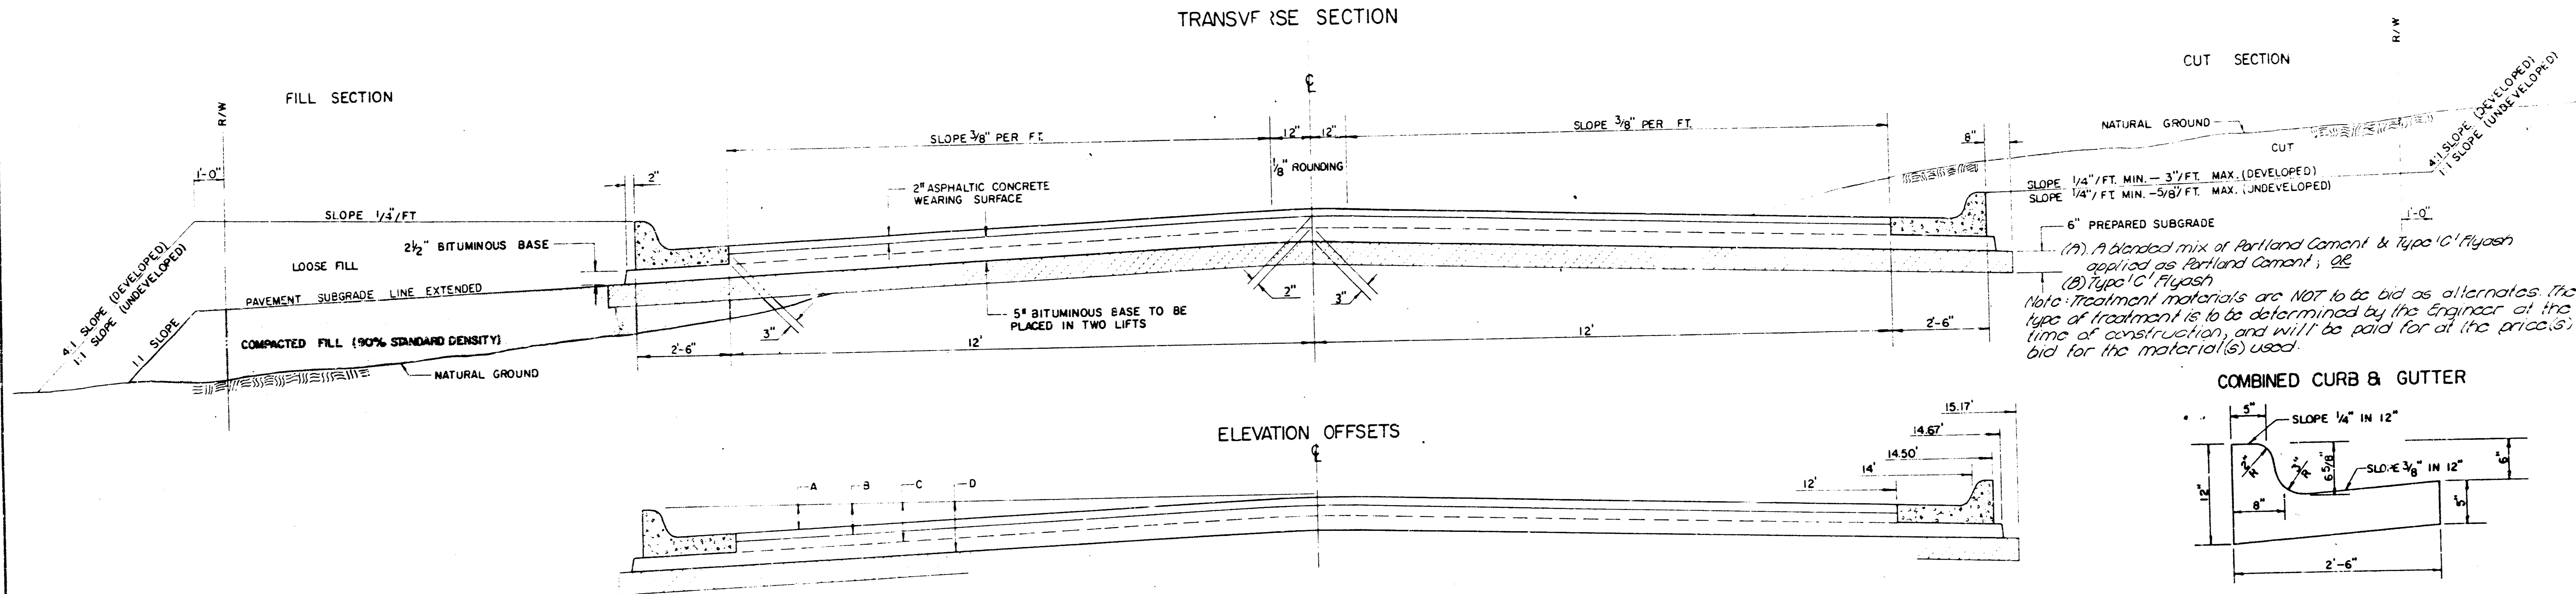 TRANSVERSE SECTION
FILL SECTION
CUT SECTION
R/W
R/W
℄
SLOPE 3/8" PER FT.
12"
12"
SLOPE 3/8" PER FT.
8"
NATURAL GROUND
CUT
4:1 SLOPE (DEVELOPED)
1:1 SLOPE (UNDEVELOPED)
1/8" ROUNDING
1'-0"
2"
2" ASPHALTIC CONCRETE
WEARING SURFACE
SLOPE 1/4"/FT. MIN. - 3"/FT. MAX. (DEVELOPED)
SLOPE 1/4"/FT MIN. -5/8"/FT. MAX. (UNDEVELOPED)
1'-0"
SLOPE 1/4"/FT
2½" BITUMINOUS BASE
LOOSE FILL
PAVEMENT SUBGRADE LINE EXTENDED
4:1 SLOPE (DEVELOPED)
1:1 SLOPE (UNDEVELOPED)
1:1 SLOPE
COMPACTED FILL (90% STANDARD DENSITY)
NATURAL GROUND
3"
5" BITUMINOUS BASE TO BE
PLACED IN TWO LIFTS
2"
3"
2'-6"
12'
12'
2'-6"
6" PREPARED SUBGRADE
(A) A blended mix of Portland Cement & Type 'C' Flyash
applied as Portland Cement; OR
(B) Type 'C' Flyash
Note: Treatment materials are NOT to be bid as alternates. The
type of treatment is to be determined by the Engineer at the
time of construction, and will be paid for at the price(s)
bid for the material(s) used.
ELEVATION OFFSETS
℄
A
B
C
D
15.17'
14.67'
14.50'
14'
12'
COMBINED CURB & GUTTER
5"
SLOPE 1/4" IN 12"
12"
2" R
3" R
6 5/8"
SLOPE 3/8" IN 12"
6"
8"
5"
2'-6"